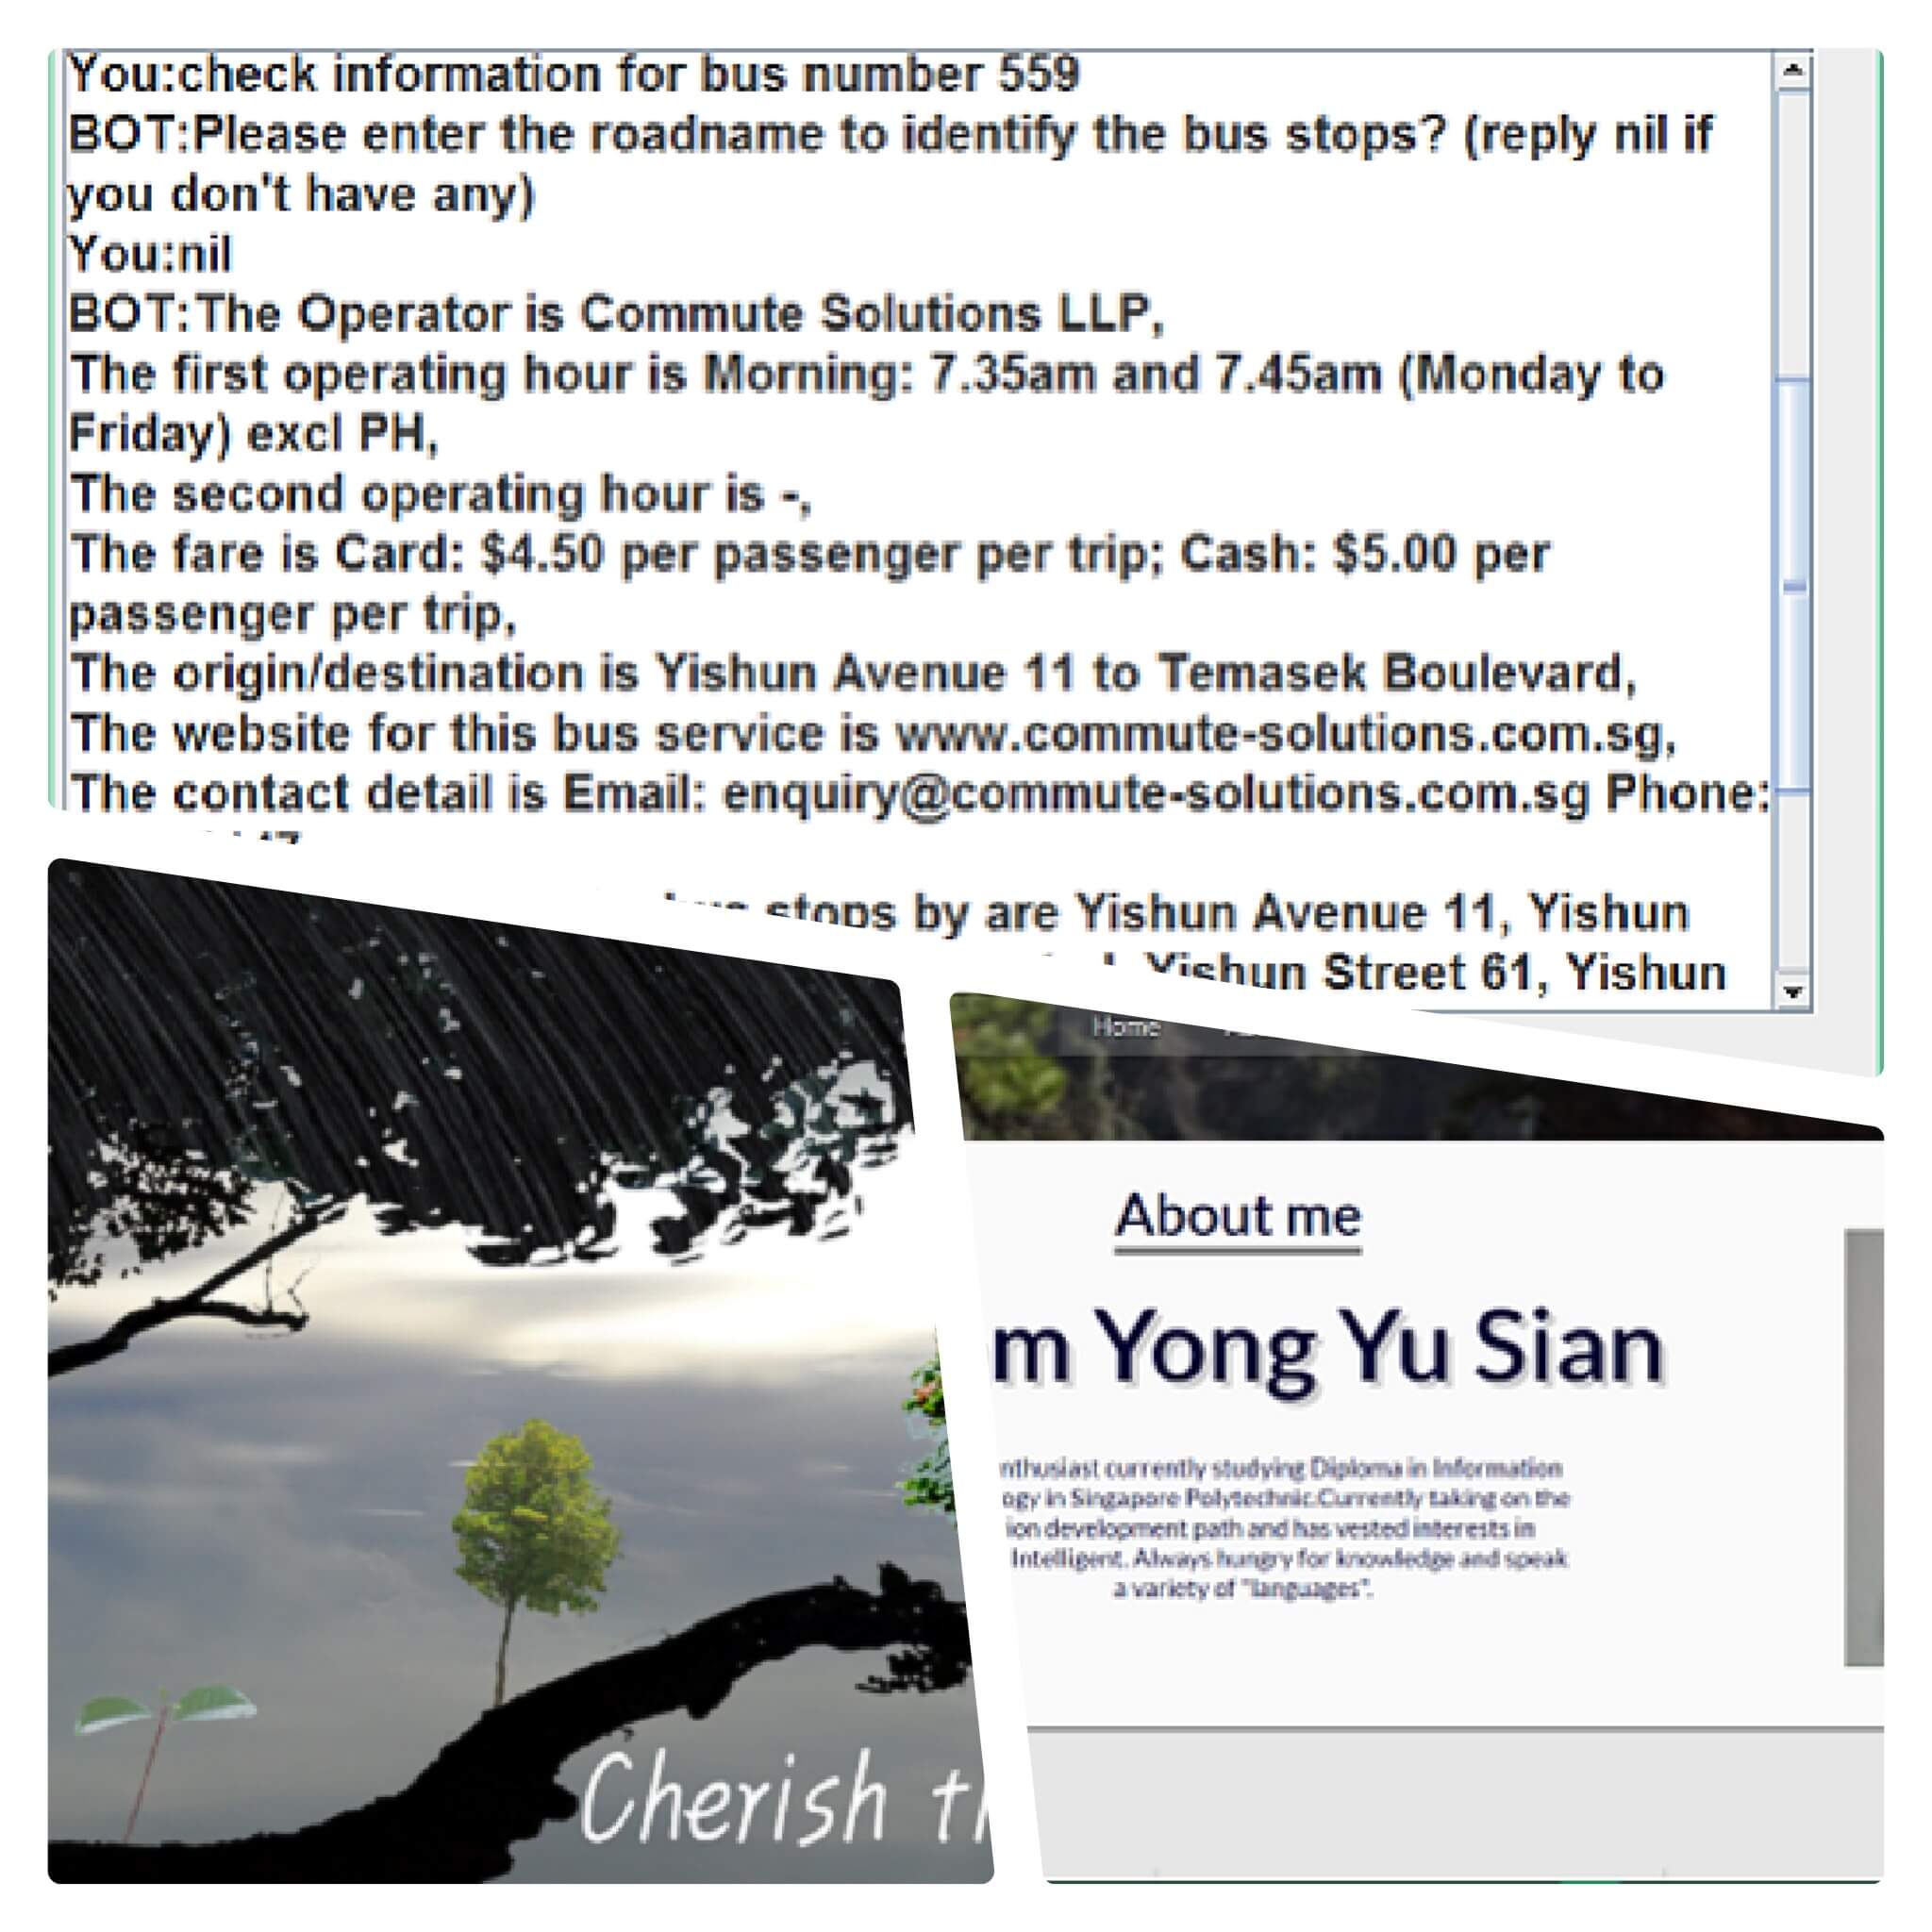 You:check information for bus number 559
BOT:Please enter the roadname to identify the bus stops? (reply nil if
you don't have any)
You:nil
BOT:The Operator is Commute Solutions LLP,
The first operating hour is Morning: 7.35am and 7.45am (Monday to
Friday) excl PH,
The second operating hour is -,
The fare is Card: $4.50 per passenger per trip; Cash: $5.00 per
passenger per trip,
The origin/destination is Yishun Avenue 11 to Temasek Boulevard,
The website for this bus service is www.commute-solutions.com.sg,
The contact detail is Email: enquiry@commute-solutions.com.sg Phone:
stops by are Yishun Avenue 11, Yishun
Yishun Street 61, Yishun
Home
About me
m Yong Yu Sian
nthusiast currently studying Diploma in Information
ogy in Singapore Polytechnic.Currently taking on the
ion development path and has vested interests in
Intelligent. Always hungry for knowledge and speak
a variety of "languages".
Cherish